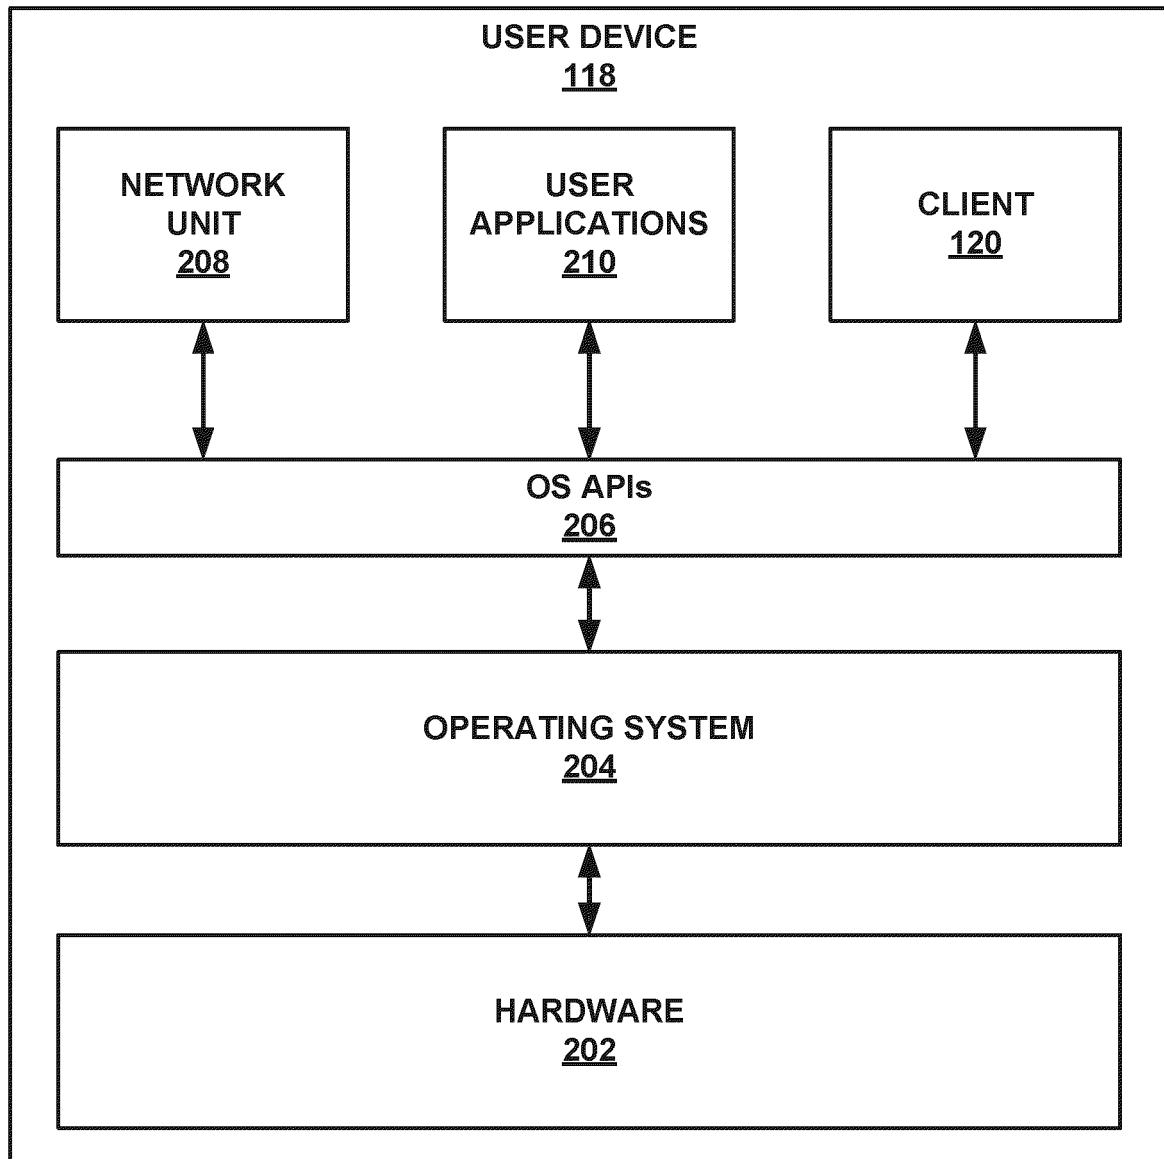 USER DEVICE
118
NETWORK
UNIT
208
USER
APPLICATIONS
210
CLIENT
120
OS APIs
206
OPERATING SYSTEM
204
HARDWARE
202